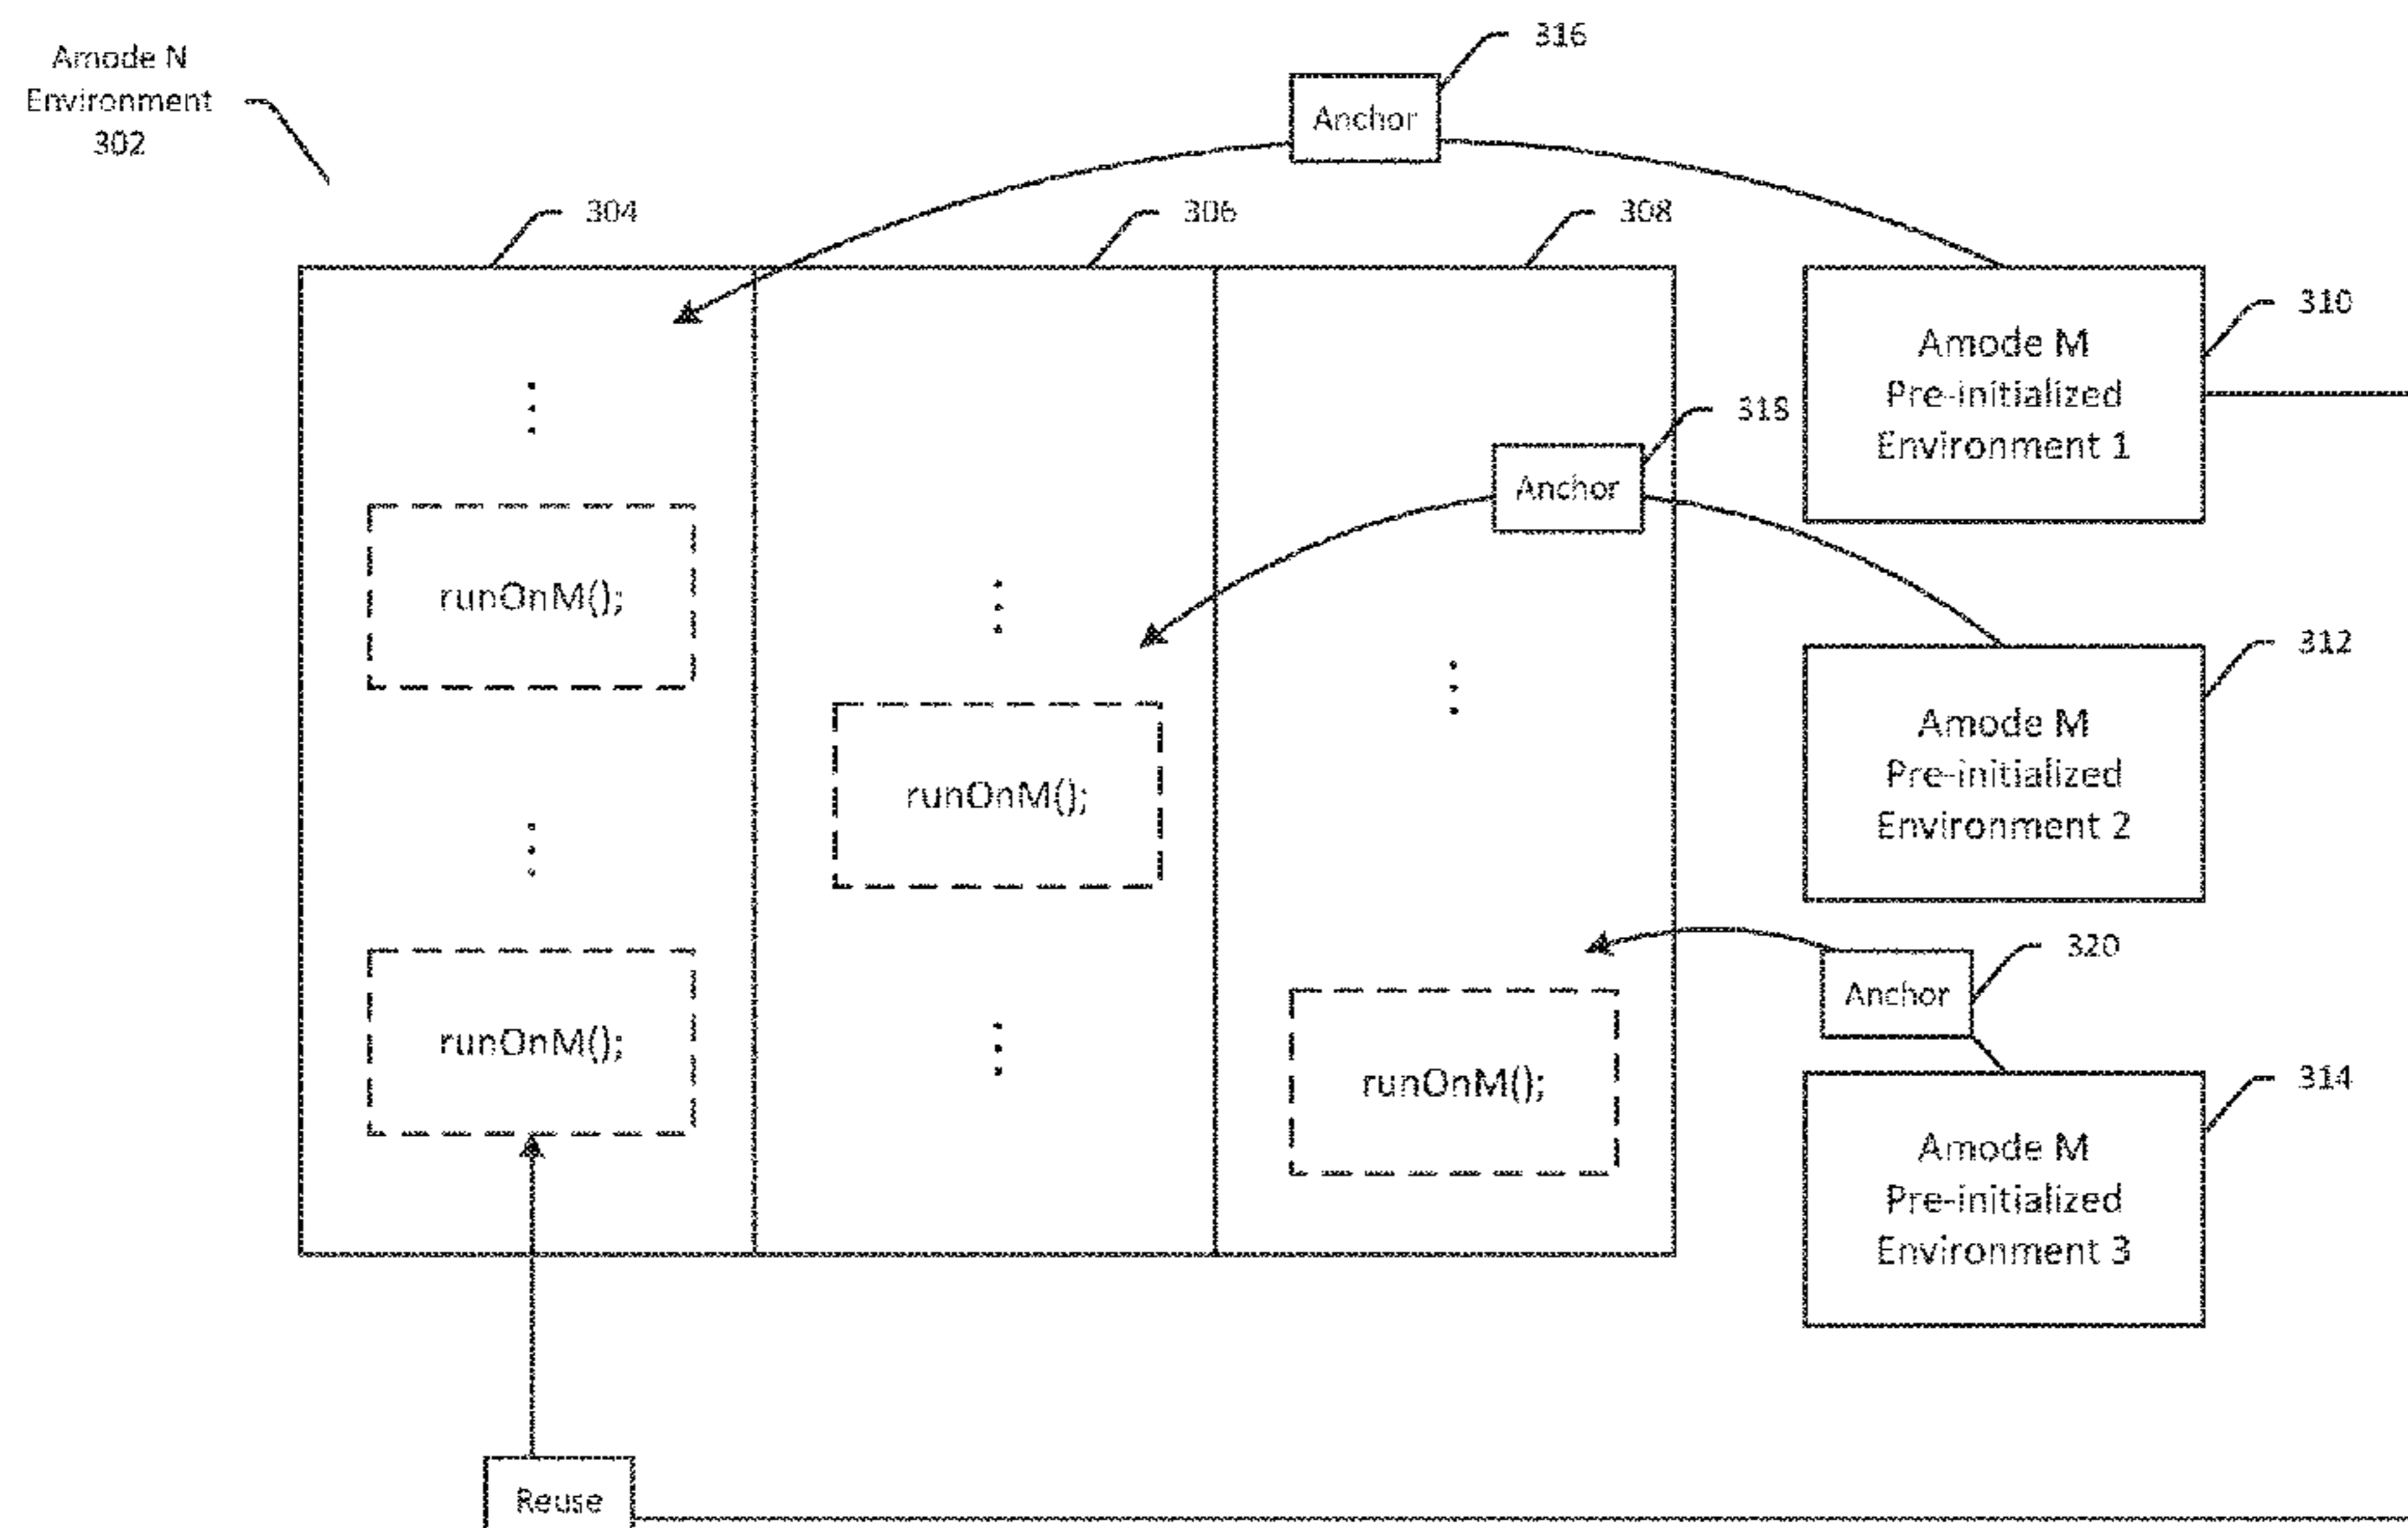 316
Amode N
Environment
302
Anchor
304
306
308
310
Amode M
Pre-initialized
Environment 1
318
Anchor
runOnM();
312
Amode M
Pre-initialized
Environment 2
runOnM();
320
Anchor
runOnM();
runOnM();
314
Amode M
Pre-initialized
Environment 3
Reuse